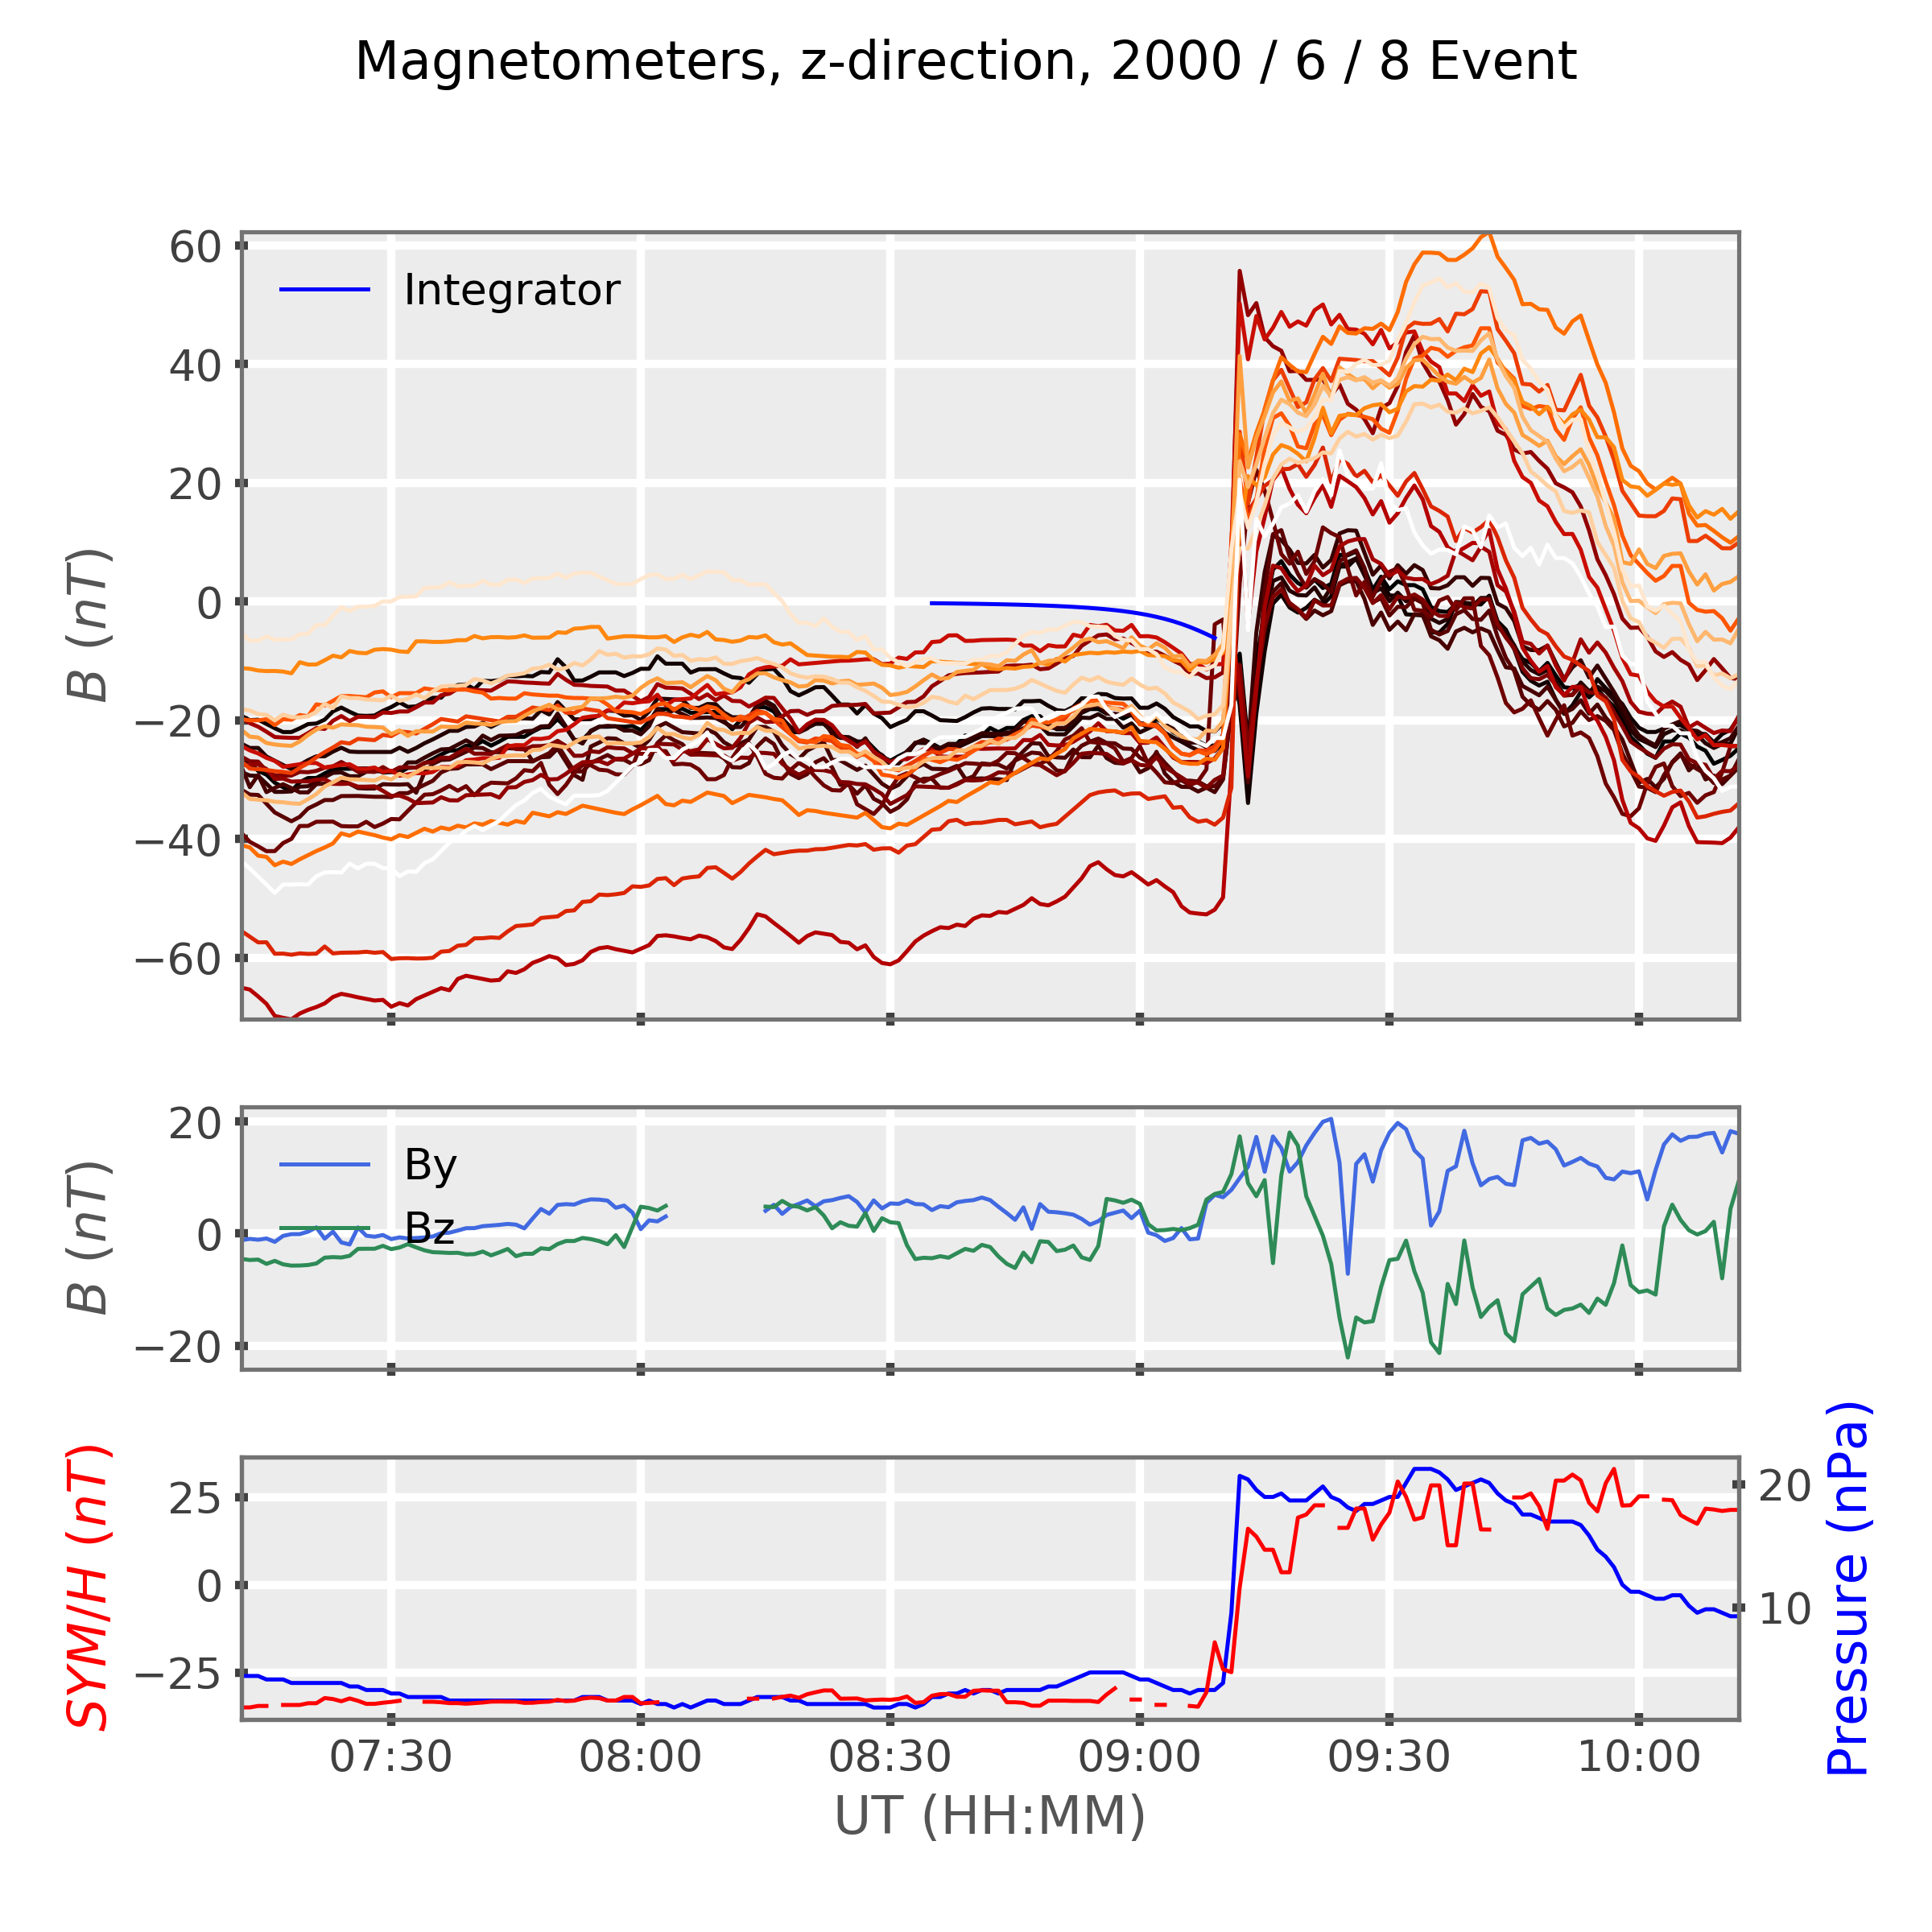 Magnetometers, z-direction, 2000 / 6 / 8 Event
60
40
20
0
−20
−40
−60
B (nT)
Integrator
20
0
−20
B (nT)
By
Bz
25
0
−25
SYM/H (nT)
20
10
Pressure (nPa)
07:30 08:00 08:30 09:00 09:30 10:00
UT (HH:MM)